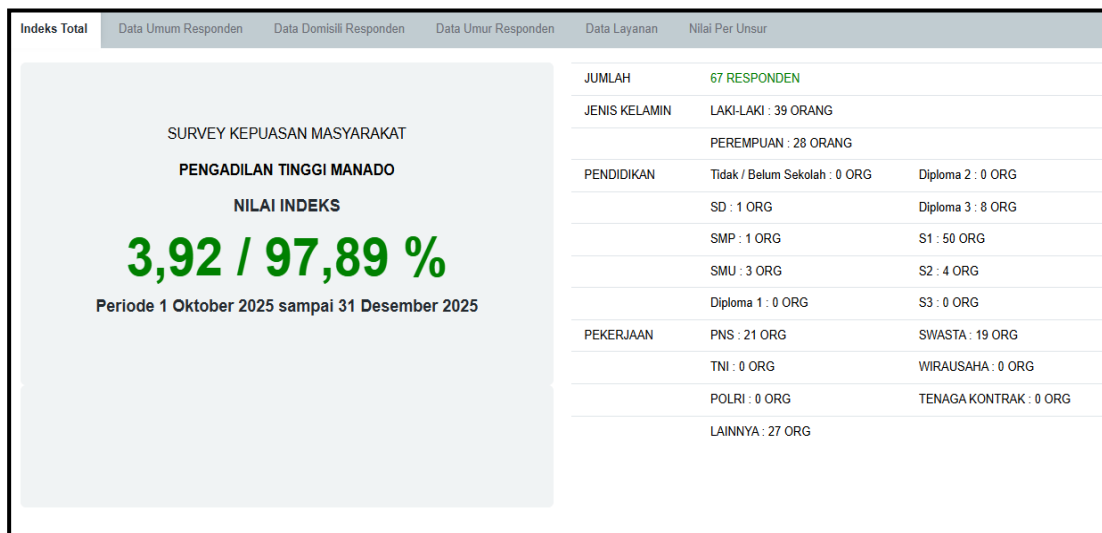 Indeks Total Data Umum Responden Data Domisili Responden Data Umur Responden Data Layanan Nilai Per Unsur
SURVEY KEPUASAN MASYARAKAT
PENGADILAN TINGGI MANADO
NILAI INDEKS
3,92 / 97,89 %
Periode 1 Oktober 2025 sampai 31 Desember 2025
JUMLAH 67 RESPONDEN
JENIS KELAMIN LAKI-LAKI : 39 ORANG
PEREMPUAN : 28 ORANG
PENDIDIKAN Tidak / Belum Sekolah : 0 ORG Diploma 2 : 0 ORG
SD : 1 ORG Diploma 3 : 8 ORG
SMP : 1 ORG S1 : 50 ORG
SMU : 3 ORG S2 : 4 ORG
Diploma 1 : 0 ORG S3 : 0 ORG
PEKERJAAN PNS : 21 ORG SWASTA : 19 ORG
TNI : 0 ORG WIRAUSAHA : 0 ORG
POLRI : 0 ORG TENAGA KONTRAK : 0 ORG
LAINNYA : 27 ORG